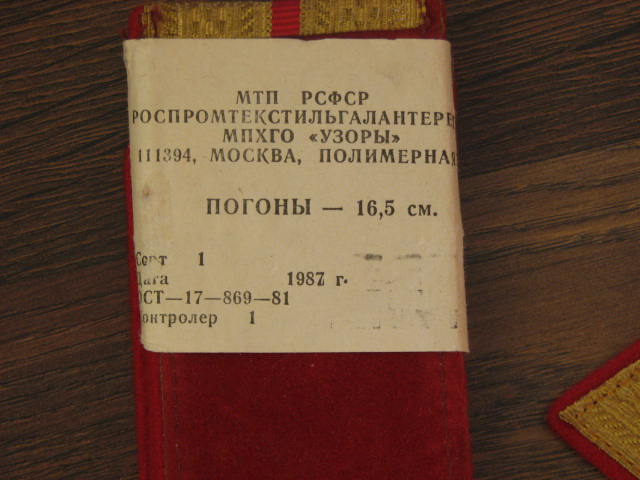 МТП РСФСР
РОСПРОМТЕКСТИЛЬГАЛАНТЕРЕ
МПХГО «УЗОРЫ»
111394, МОСКВА, ПОЛИМЕРНАЯ
ПОГОНЫ — 16,5 см.
Сорт 1
Дата 1987 г.
ОСТ—17—869—81
Контролер 1